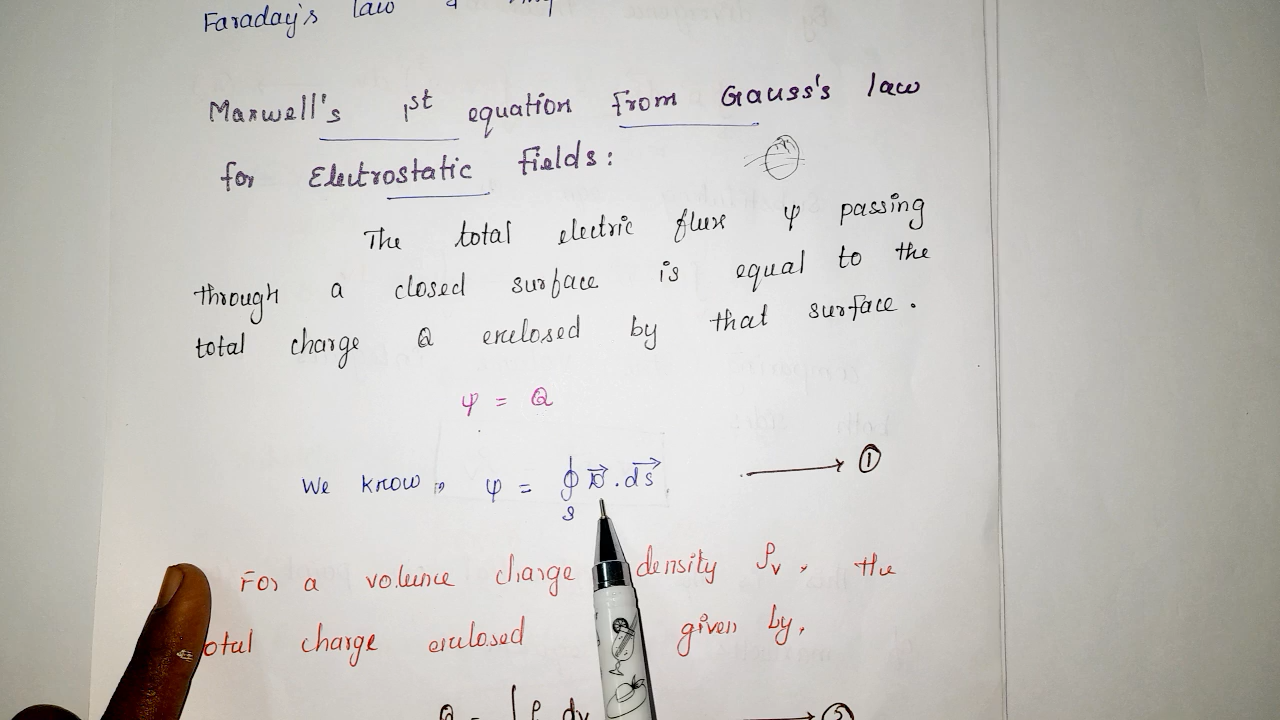 Faraday's law
Maxwell's 1st equation from Gauss's law
for Electrostatic fields:
The total electric flux ψ passing
through a closed surface is equal to the
total charge Q enclosed by that surface.
ψ = Q
We know, ψ = ∮ D⃗ . ds⃗ → ①
S
For a volume charge density ρv, the
otal charge enclosed given by,
Q = ∫ρ dv →